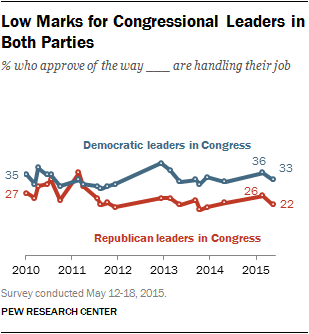 Low Marks for Congressional Leaders in
Both Parties
% who approve of the way ____ are handling their job
Democratic leaders in Congress
35
36
33
27
26
22
Republican leaders in Congress
2010 2011 2012 2013 2014 2015
Survey conducted May 12-18, 2015.
PEW RESEARCH CENTER